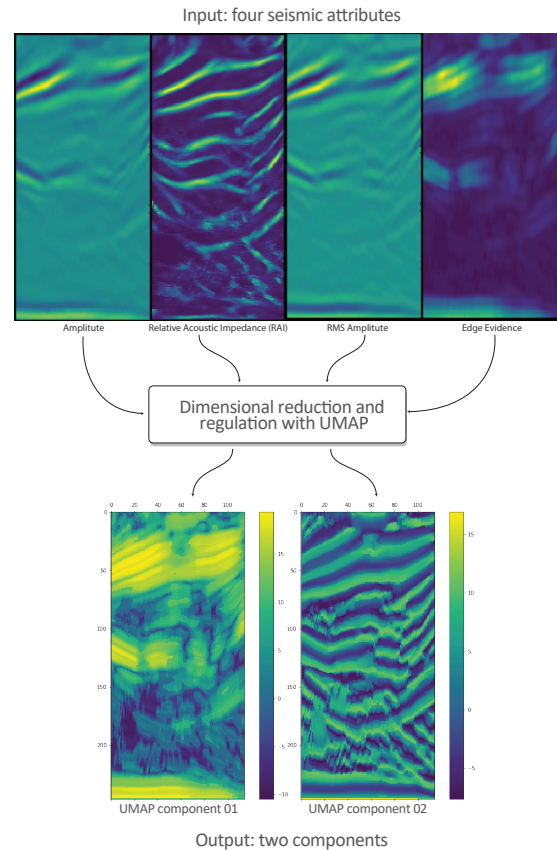 Input: four seismic attributes
Amplitute
Relative Acoustic Impedance (RAI)
RMS Amplitute
Edge Evidence
Dimensional reduction and
regulation with UMAP
0 20 40 60 80 100
0 20 40 60 80 100
0
50
100
150
200
15
10
5
0
−5
−10
0
50
100
150
200
15
10
5
0
−5
UMAP component 01
UMAP component 02
Output: two components